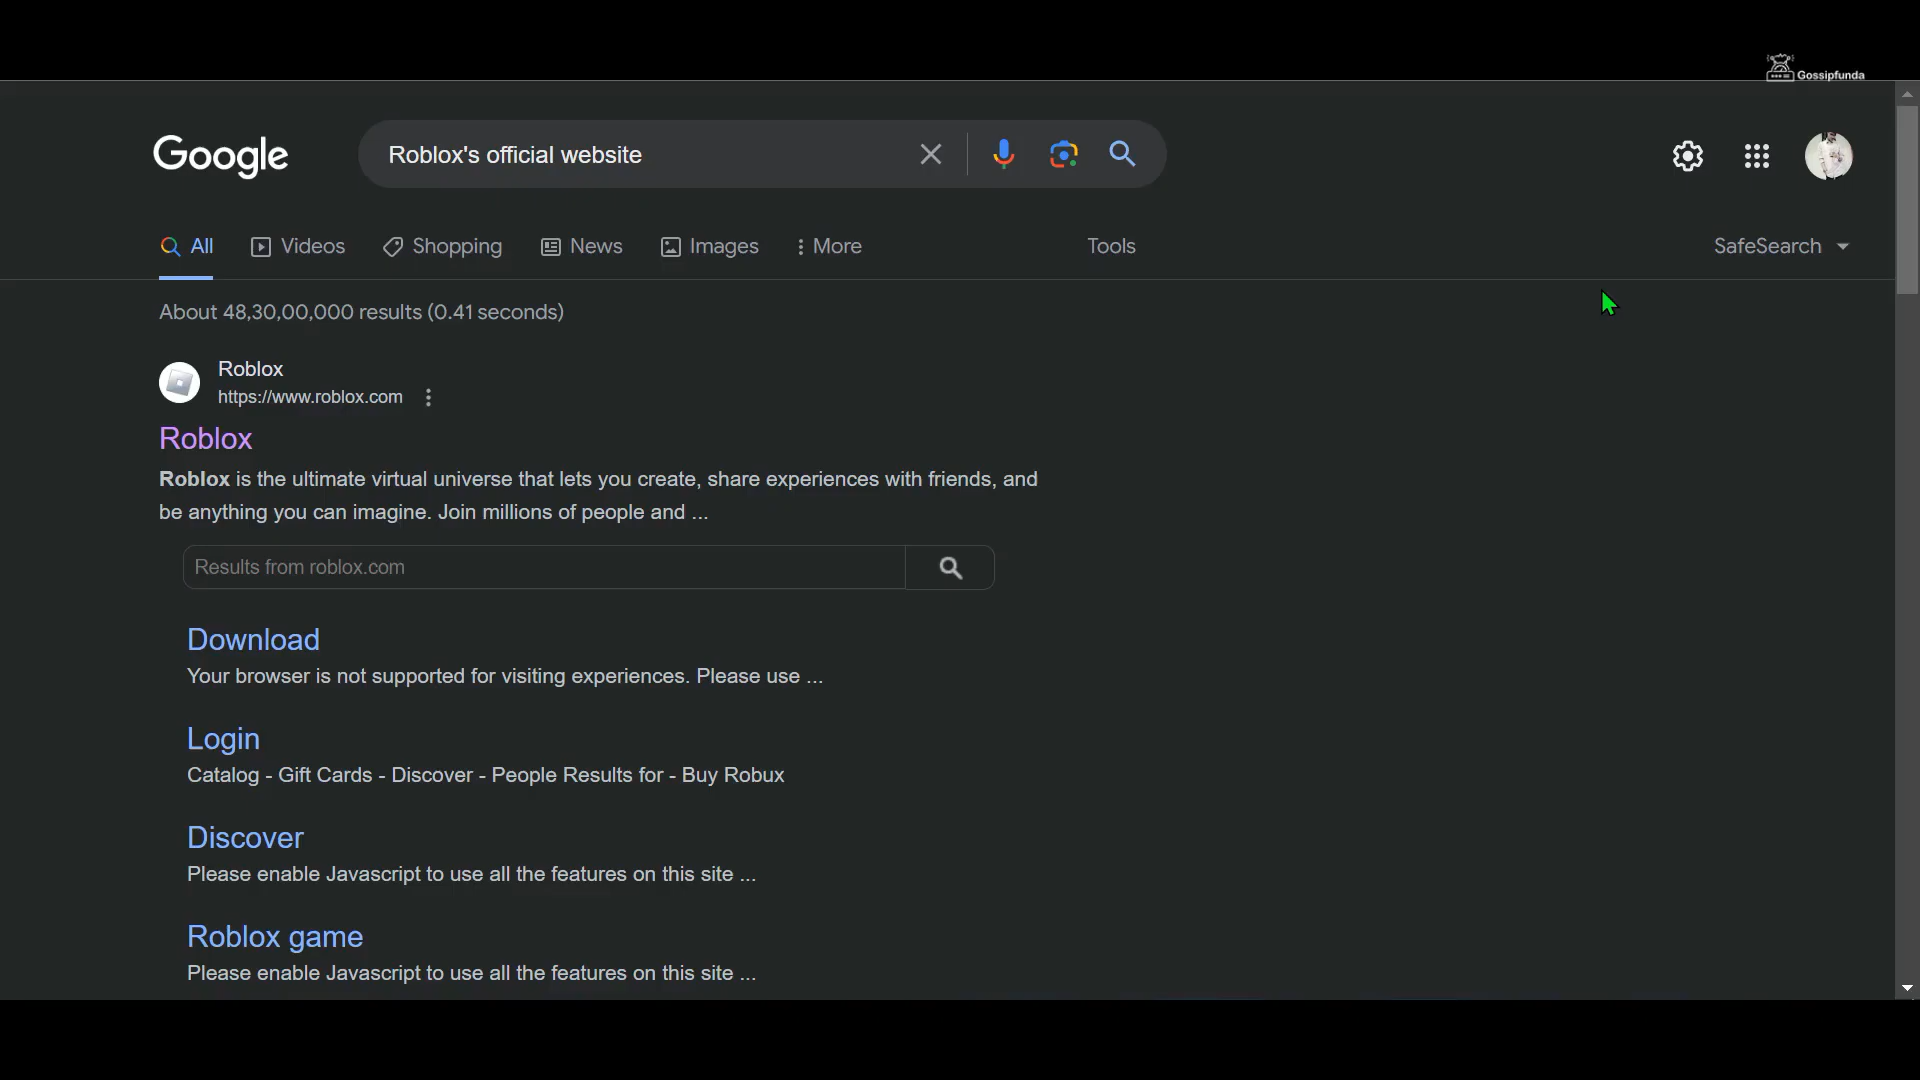 Gossipfunda
Google
Roblox's official website
All Videos Shopping News Images More Tools SafeSearch
About 48,30,00,000 results (0.41 seconds)
Roblox
https://www.roblox.com
Roblox
Roblox is the ultimate virtual universe that lets you create, share experiences with friends, and
be anything you can imagine. Join millions of people and ...
Results from roblox.com
Download
Your browser is not supported for visiting experiences. Please use ...
Login
Catalog - Gift Cards - Discover - People Results for - Buy Robux
Discover
Please enable Javascript to use all the features on this site ...
Roblox game
Please enable Javascript to use all the features on this site ...